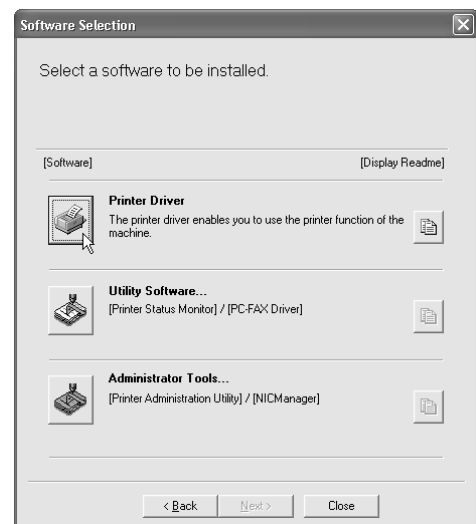 Software Selection
Select a software to be installed.
[Software] [Display Readme]
Printer Driver
The printer driver enables you to use the printer function of the
machine.
Utility Software...
[Printer Status Monitor] / [PC-FAX Driver]
Administrator Tools...
[Printer Administration Utility] / [NICManager]
< Back Next > Close